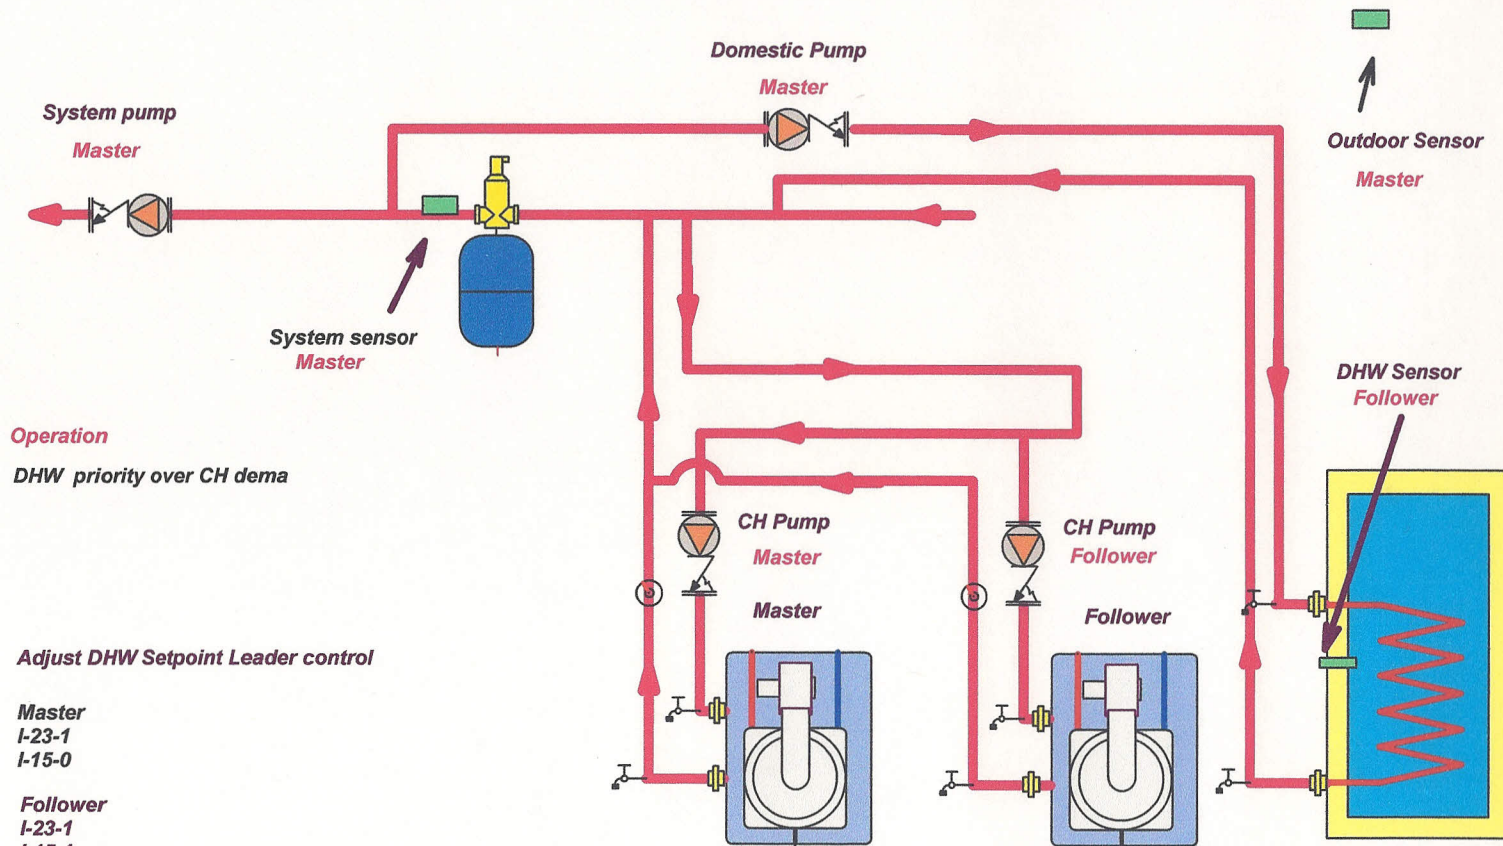 Domestic Pump
Master
System pump
Master
Outdoor Sensor
Master
System sensor
Master
DHW Sensor
Follower
Operation
DHW priority over CH dema
CH Pump
Master
CH Pump
Follower
Master
Follower
Adjust DHW Setpoint Leader control
Master
I-23-1
I-15-0
Follower
I-23-1